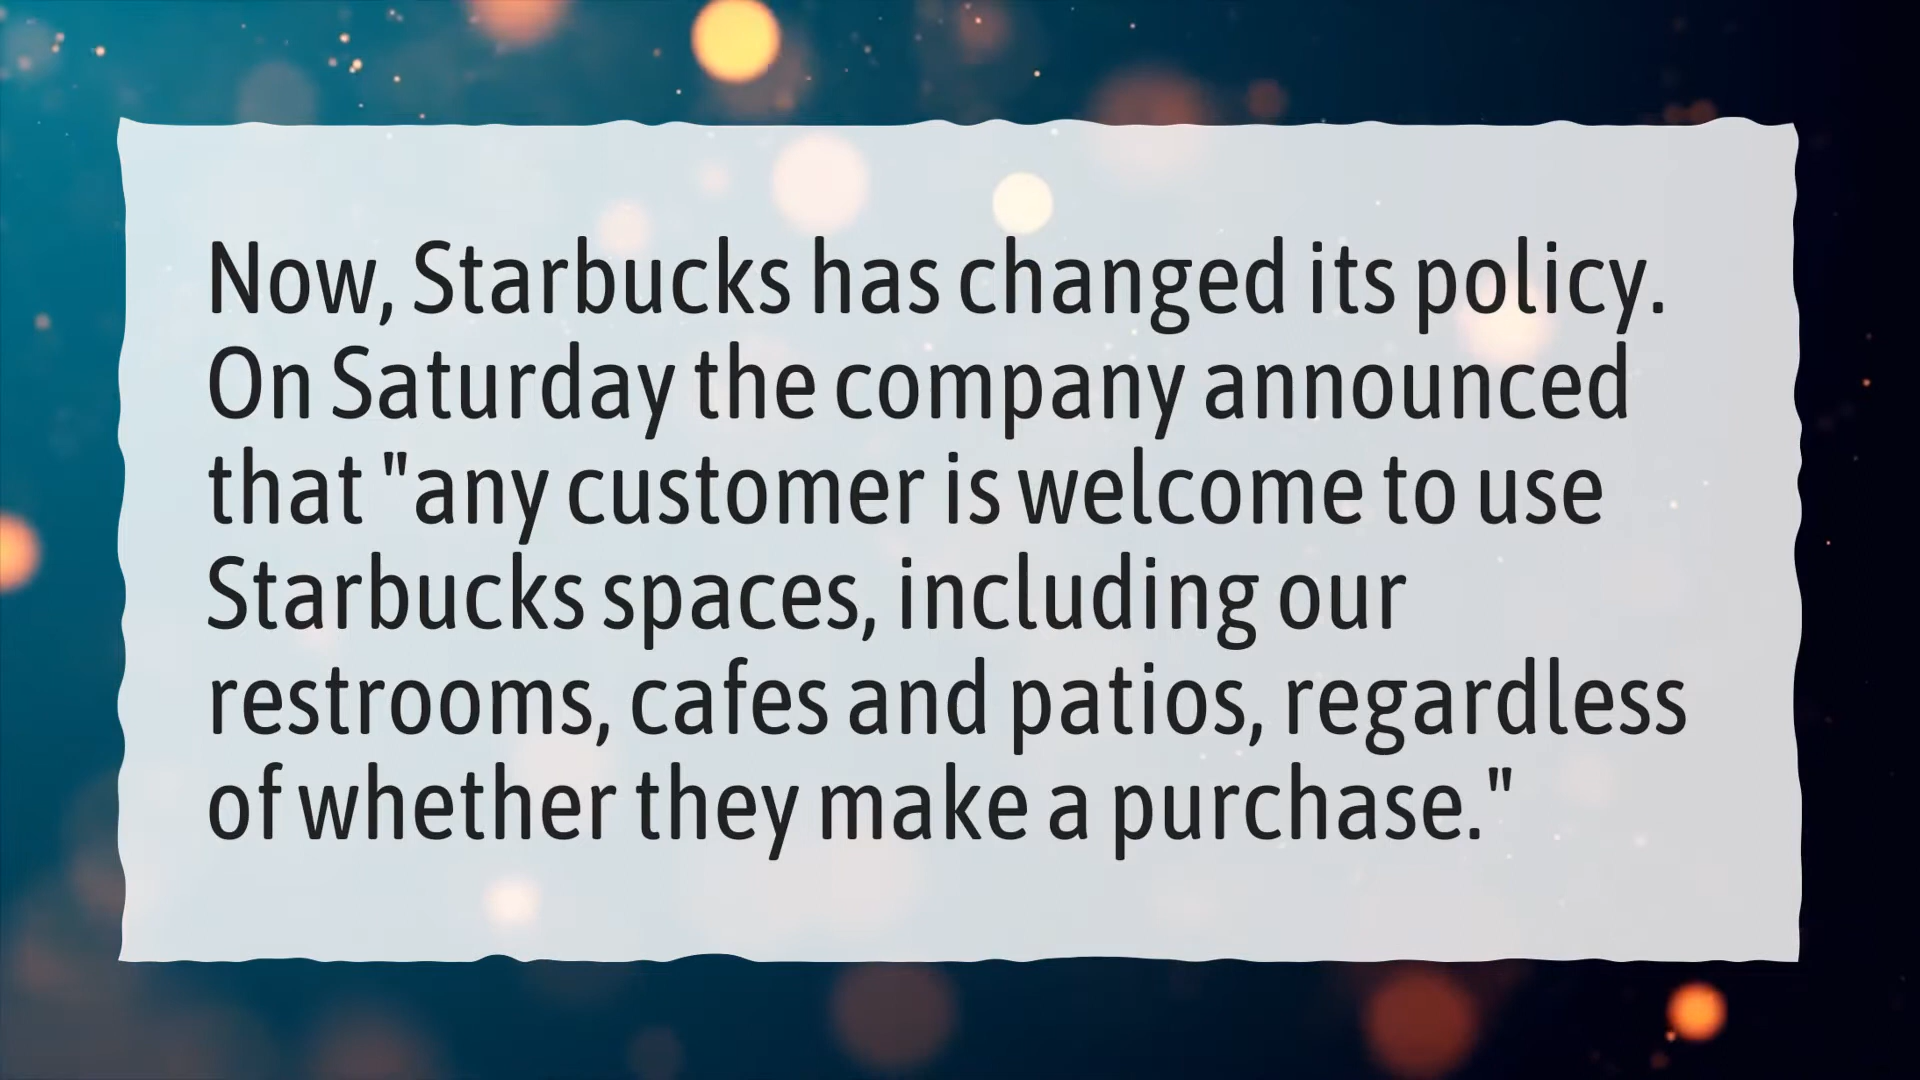 Now, Starbucks has changed its policy.
On Saturday the company announced
that "any customer is welcome to use
Starbucks spaces, including our
restrooms, cafes and patios, regardless
of whether they make a purchase."